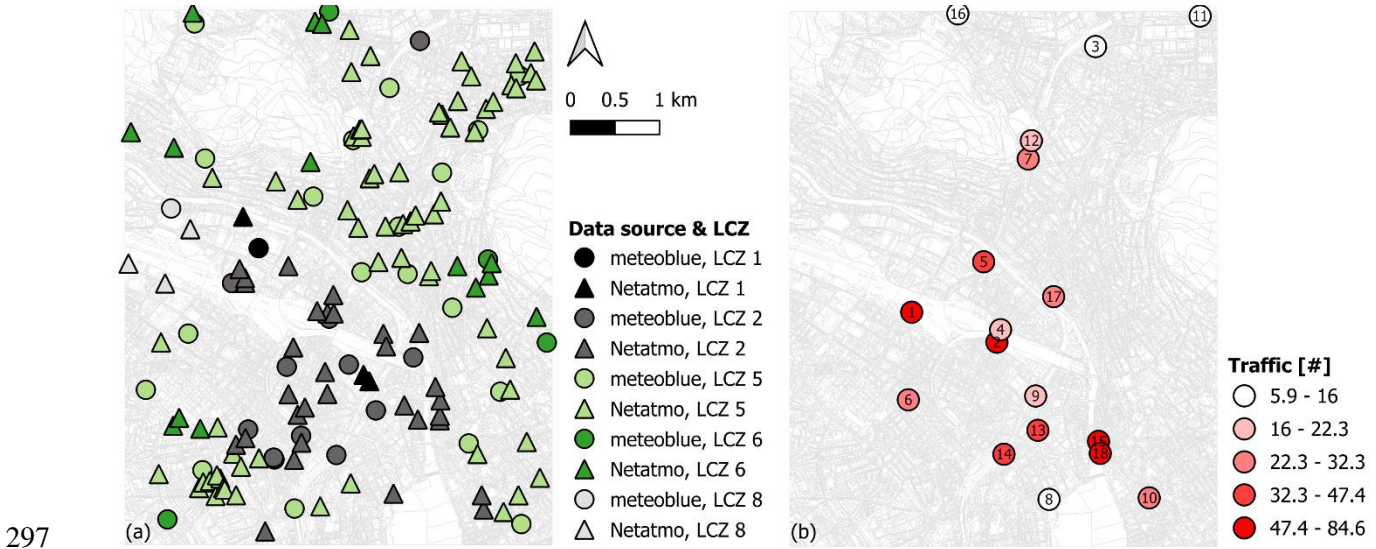 16
11
3
12
7
0 0.5 1 km
Data source & LCZ
meteoblue, LCZ 1
Netatmo, LCZ 1
meteoblue, LCZ 2
Netatmo, LCZ 2
meteoblue, LCZ 5
Netatmo, LCZ 5
meteoblue, LCZ 6
Netatmo, LCZ 6
meteoblue, LCZ 8
Netatmo, LCZ 8
5
17
1
4
2
6
9
13
15
14
18
8
10
Traffic [#]
5.9 - 16
16 - 22.3
22.3 - 32.3
32.3 - 47.4
47.4 - 84.6
297
(a)
(b)